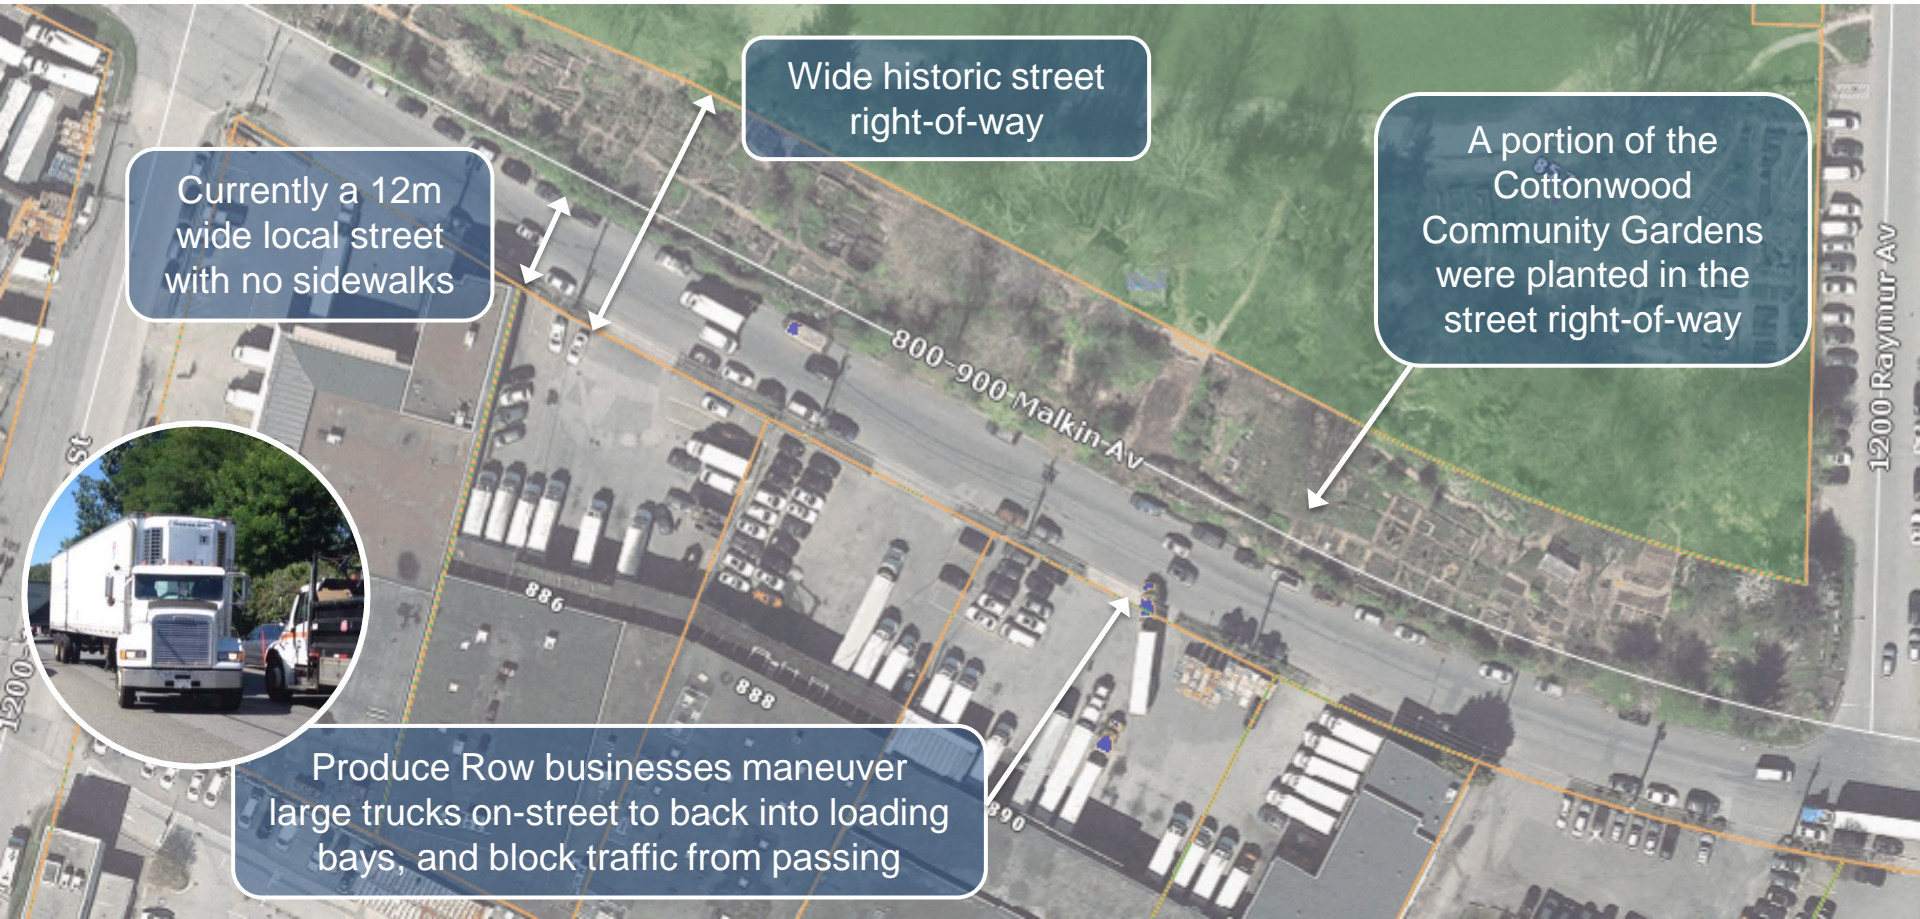 Wide historic street
right-of-way
Currently a 12m
wide local street
with no sidewalks
A portion of the
Cottonwood
Community Gardens
were planted in the
street right-of-way
800-900 Malkin Av
1200 Raymur Av
St
1200
886
888
890
Produce Row businesses maneuver
large trucks on-street to back into loading
bays, and block traffic from passing